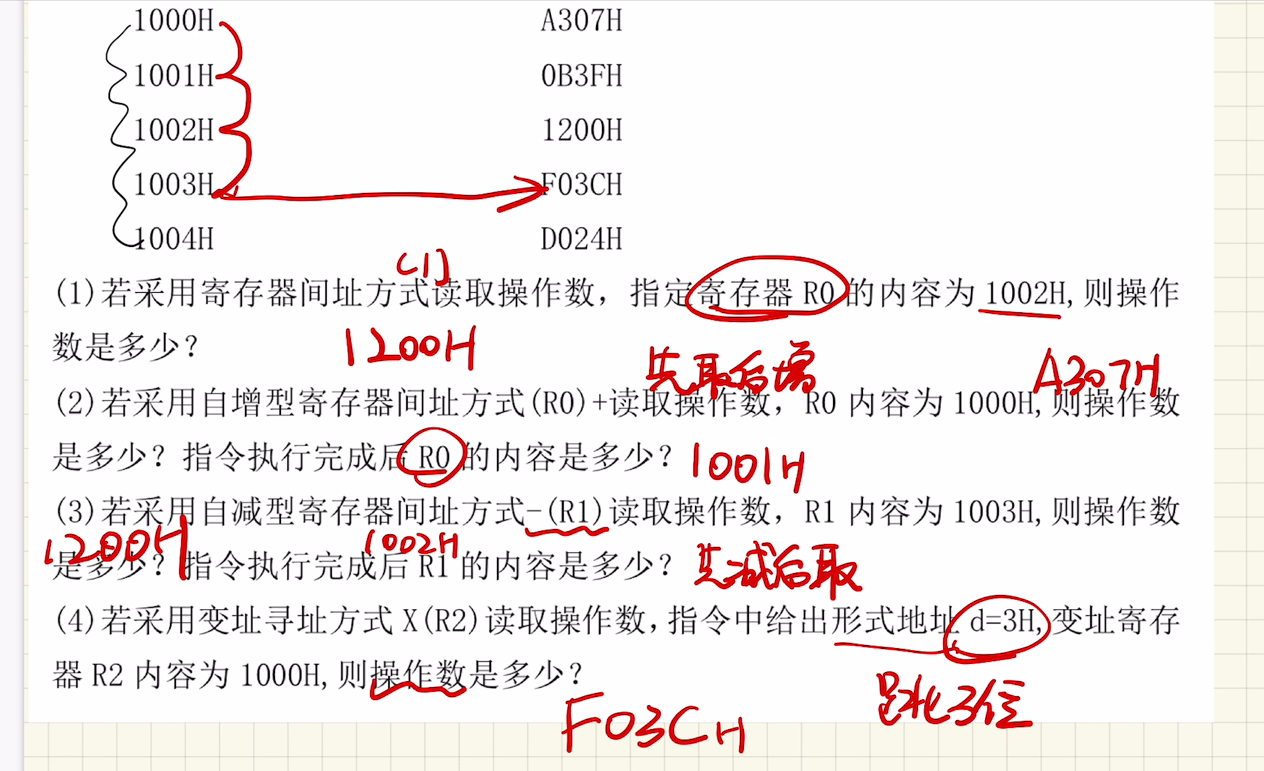 1000H A307H
1001H 0B3FH
1002H 1200H
1003H F03CH
1004H D024H
(1)若采用寄存器间址方式读取操作数，指定寄存器 R0 的内容为 1002H,则操作
数是多少？ 1200H
先取后增 A307H
(2)若采用自增型寄存器间址方式(R0)+读取操作数，R0 内容为 1000H,则操作数
是多少？指令执行完成后 R0 的内容是多少？ 1001H
(3)若采用自减型寄存器间址方式-(R1)读取操作数，R1 内容为 1003H,则操作数
1200H 1002H
是多少？指令执行完成后 R1 的内容是多少？ 先减后取
(4)若采用变址寻址方式 X(R2)读取操作数,指令中给出形式地址 d=3H,变址寄存
器 R2 内容为 1000H,则操作数是多少？
F03CH